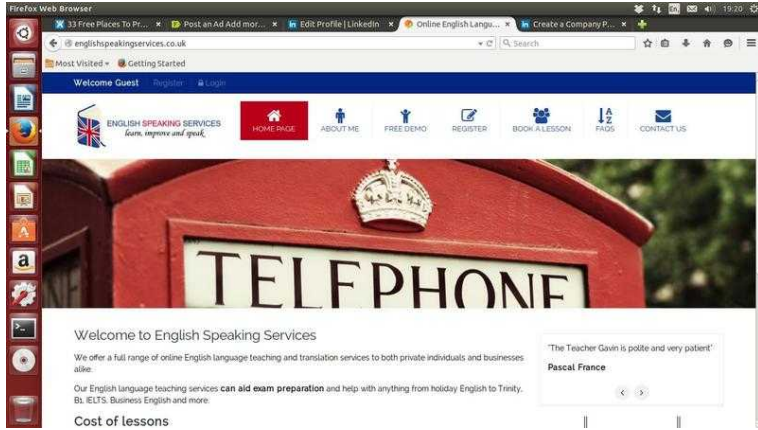 Firefox Web Browser
En 19:20
33 Free Places To Pr... × Post an Ad Add mor... × Edit Profile | LinkedIn × Online English Langu... × Create a Company P... ×
englishspeakingservices.co.uk Search
Most Visited Getting Started
Welcome Guest Register Login
ENGLISH SPEAKING SERVICES
learn, improve and speak
HOME PAGE ABOUT ME FREE DEMO REGISTER BOOK A LESSON FAQS CONTACT US
TELEPHONE
Welcome to English Speaking Services
We offer a full range of online English language teaching and translation services to both private individuals and businesses
alike.
Our English language teaching services can aid exam preparation and help with anything from holiday English to Trinity,
B1, IELTS, Business English and more.
Cost of lessons
"The Teacher Gavin is polite and very patient"
Pascal France